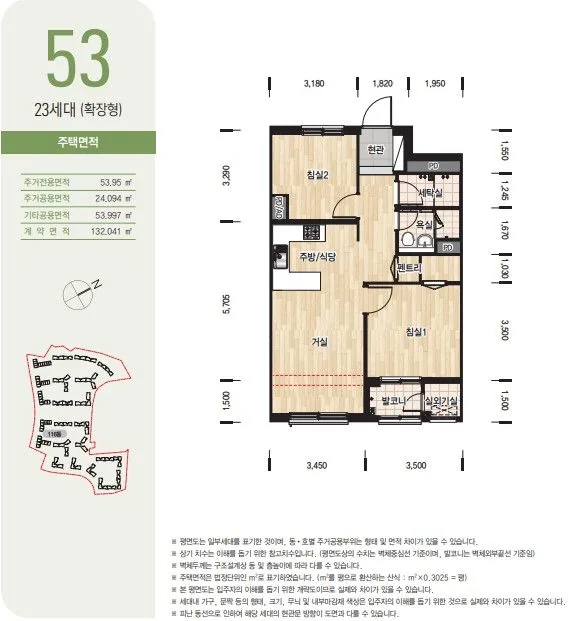 53
23세대 (확장형)
주택면적
주거전용면적 53.95 ㎡
주거공용면적 24.094 ㎡
기타공용면적 53.997 ㎡
계 약 면 적 132.041 ㎡
N
116동
3,180 1,820 1,950
3,290
5,705
1,500
1,550
1,245
1,670
1,030
3,500
1,500
현관
PD
침실2
세탁실
욕실
PD
주방/식당
펜트리
거실
침실1
발코니
실외기실
3,450 3,500
※ 평면도는 일부세대를 표기한 것이며, 동・호별 주거공용부위는 형태 및 면적 차이가 있을 수 있습니다.
※ 상기 치수는 이해를 돕기 위한 참고치수입니다. (평면도상의 수치는 벽체중심선 기준이며, 발코니는 벽체외부끝선 기준임)
※ 벽체두께는 구조설계상 동 및 층높이에 따라 다를 수 있습니다.
※ 주택면적은 법정단위인 ㎡로 표기하였습니다. (㎡를 평으로 환산하는 산식 : ㎡×0.3025 = 평)
※ 본 평면도는 입주자의 이해를 돕기 위한 개략도이므로 실제와 차이가 있을 수 있습니다.
※ 세대내 가구, 문짝 등의 형태, 크기, 무늬 및 내부마감재 색상은 입주자의 이해를 돕기 위한 것으로 실제와 차이가 있을 수 있습니다.
※ 피난 동선으로 인하여 해당 세대의 현관문 방향이 도면과 다를 수 있습니다.